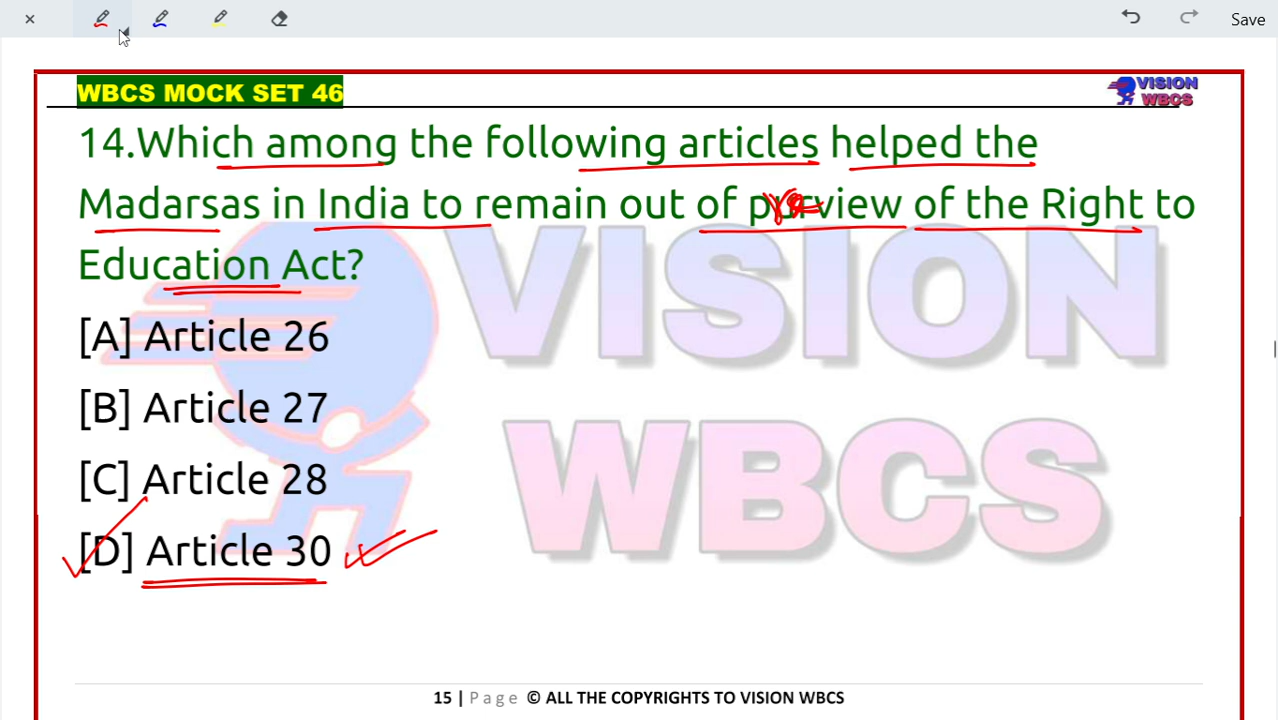 Save
WBCS MOCK SET 46
VISION
WBCS
14.Which among the following articles helped the
Madarsas in India to remain out of purview of the Right to
Education Act?
[A] Article 26
[B] Article 27
[C] Article 28
[D] Article 30
VISION
WBCS
15 | Page © ALL THE COPYRIGHTS TO VISION WBCS